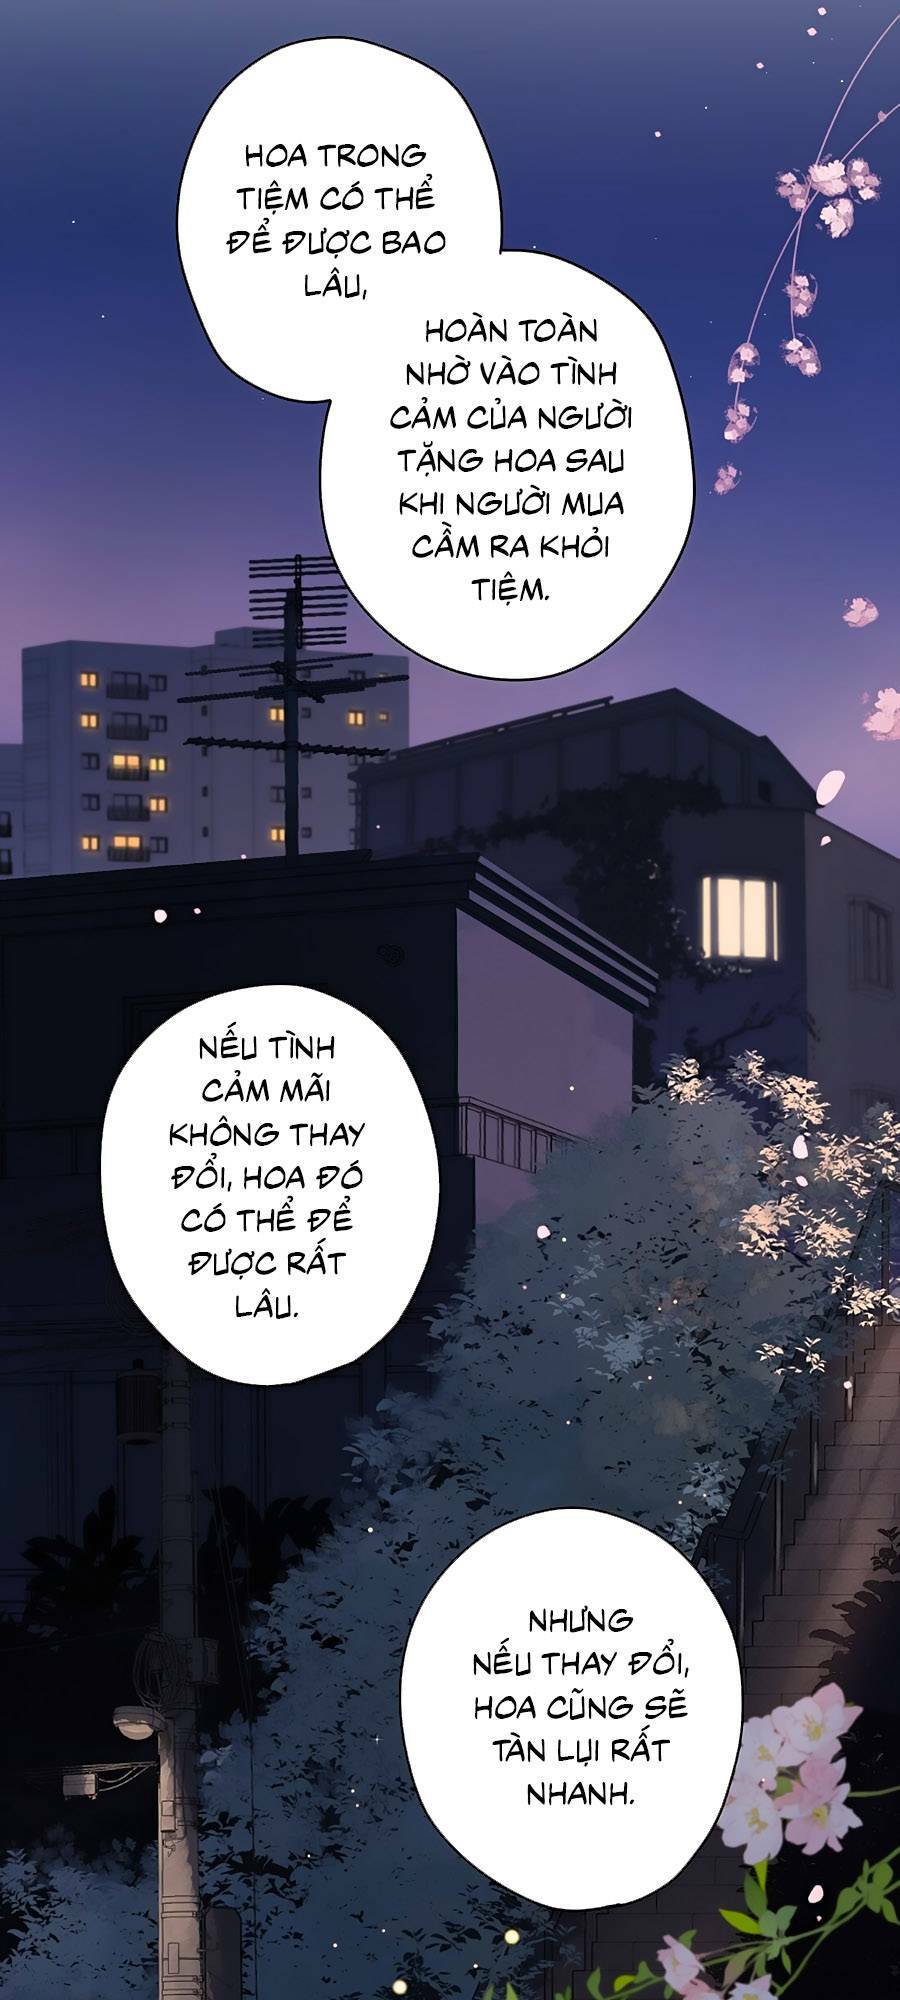 HOA TRONG
TIỆM CÓ THỂ
ĐỂ ĐƯỢC BAO
LÂU,
HOÀN TOÀN
NHỜ VÀO TÌNH
CẢM CỦA NGƯỜI
TẶNG HOA SAU
KHI NGƯỜI MUA
CẦM RA KHỎI
TIỆM.
NẾU TÌNH
CẢM MÃI
KHÔNG THAY
ĐỔI, HOA ĐÓ
CÓ THỂ ĐỂ
ĐƯỢC RẤT
LÂU.
NHƯNG
NẾU THAY ĐỔI,
HOA CŨNG SẼ
TÀN LỤI RẤT
NHANH.